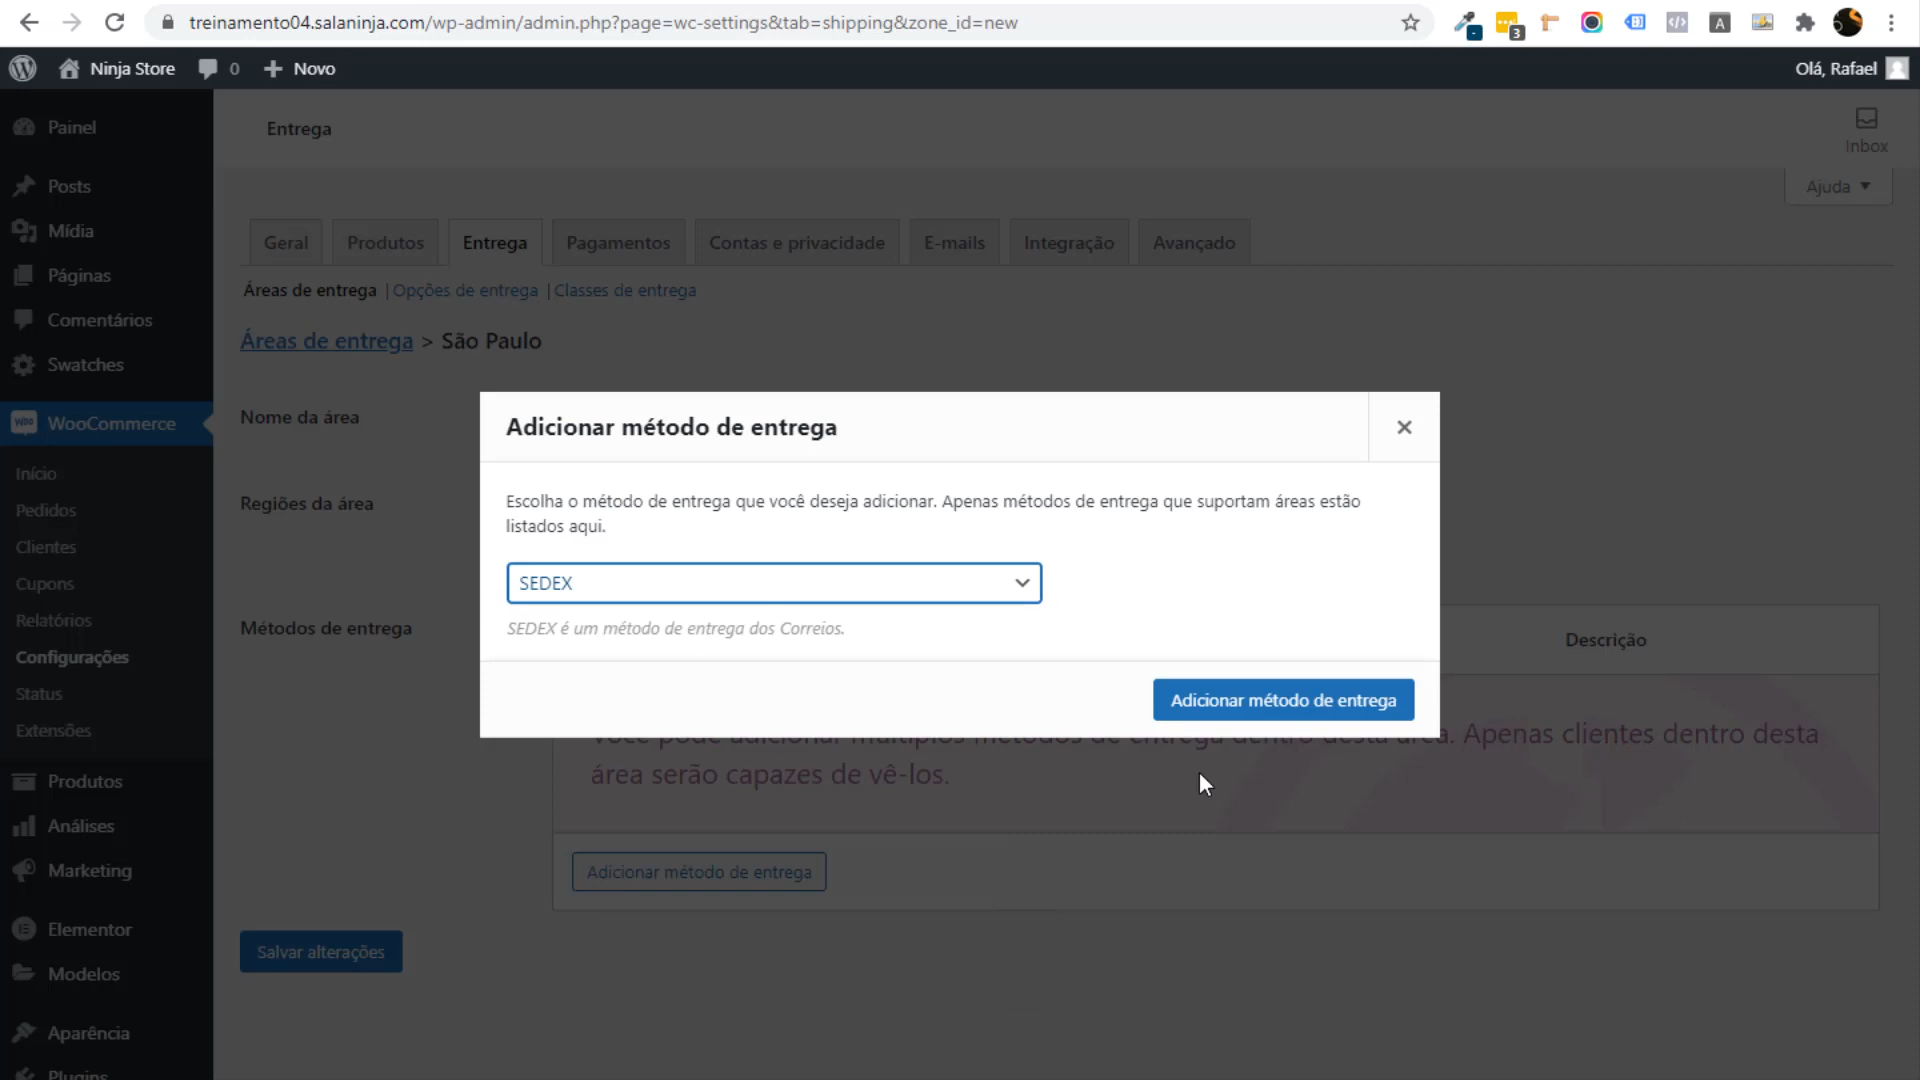 treinamento04.salaninja.com/wp-admin/admin.php?page=wc-settings&tab=shipping&zone_id=new
3
Ninja Store
0
Novo
Olá, Rafael
Painel
Posts
Mídia
Páginas
Comentários
Swatches
WooCommerce
Início
Pedidos
Clientes
Cupons
Relatórios
Configurações
Status
Extensões
Produtos
Análises
Marketing
Elementor
Modelos
Aparência
Plugins
Entrega
Inbox
Ajuda
Geral
Produtos
Entrega
Pagamentos
Contas e privacidade
E-mails
Integração
Avançado
Áreas de entrega | Opções de entrega | Classes de entrega
Áreas de entrega > São Paulo
Nome da área
Regiões da área
Métodos de entrega
Adicionar método de entrega
Escolha o método de entrega que você deseja adicionar. Apenas métodos de entrega que suportam áreas estão
listados aqui.
SEDEX
SEDEX é um método de entrega dos Correios.
Adicionar método de entrega
Descrição
Você pode adicionar múltiplos métodos de entrega dentro desta área. Apenas clientes dentro desta
área serão capazes de vê-los.
Adicionar método de entrega
Salvar alterações